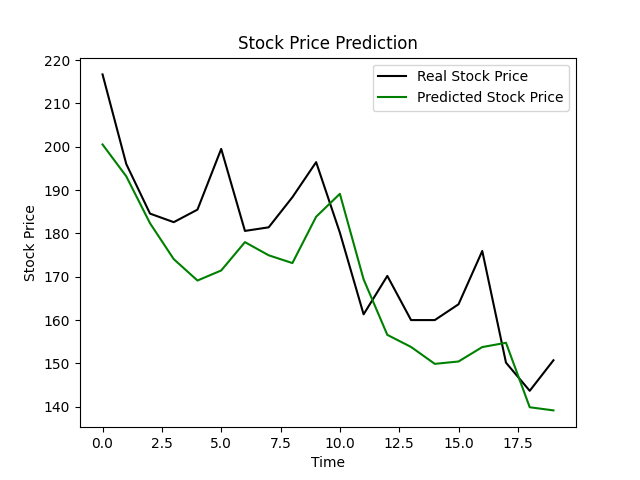 Stock Price Prediction
Real Stock Price
Predicted Stock Price
Stock Price
220
210
200
190
180
170
160
150
140
0.0 2.5 5.0 7.5 10.0 12.5 15.0 17.5
Time